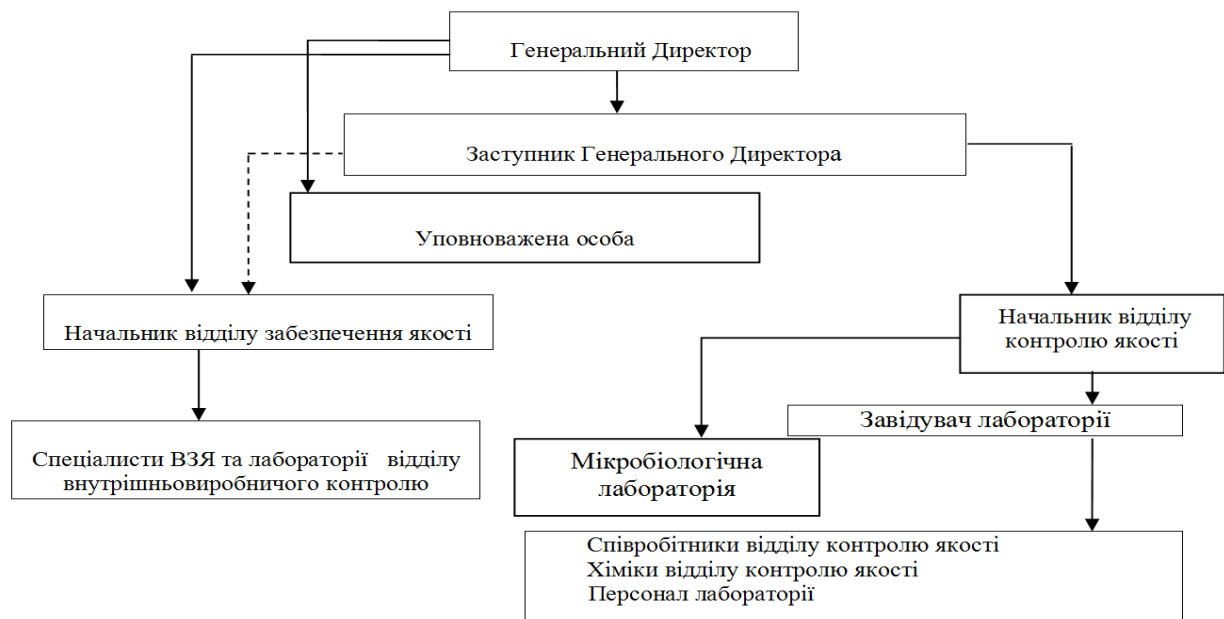 Генеральний Директор
Заступник Генерального Директора
Уповноважена особа
Начальник відділу забезпечення якості
Начальник відділу
контролю якості
Завідувач лабораторії
Спеціалисти ВЗЯ та лабораторії відділу
внутрішньовиробничого контролю
Мікробіологічна
лабораторія
Співробітники відділу контролю якості
Хіміки відділу контролю якості
Персонал лабораторії